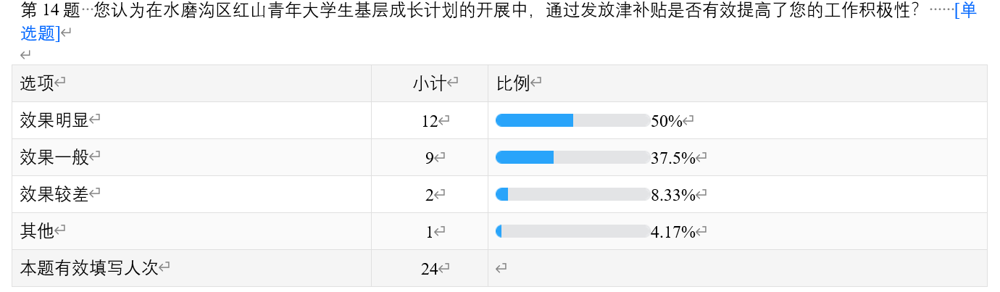 第 14 题 您认为在水磨沟区红山青年大学生基层成长计划的开展中，通过发放津补贴是否有效提高了您的工作积极性？ [单
选题]
选项 小计 比例
效果明显 12 50%
效果一般 9 37.5%
效果较差 2 8.33%
其他 1 4.17%
本题有效填写人次 24